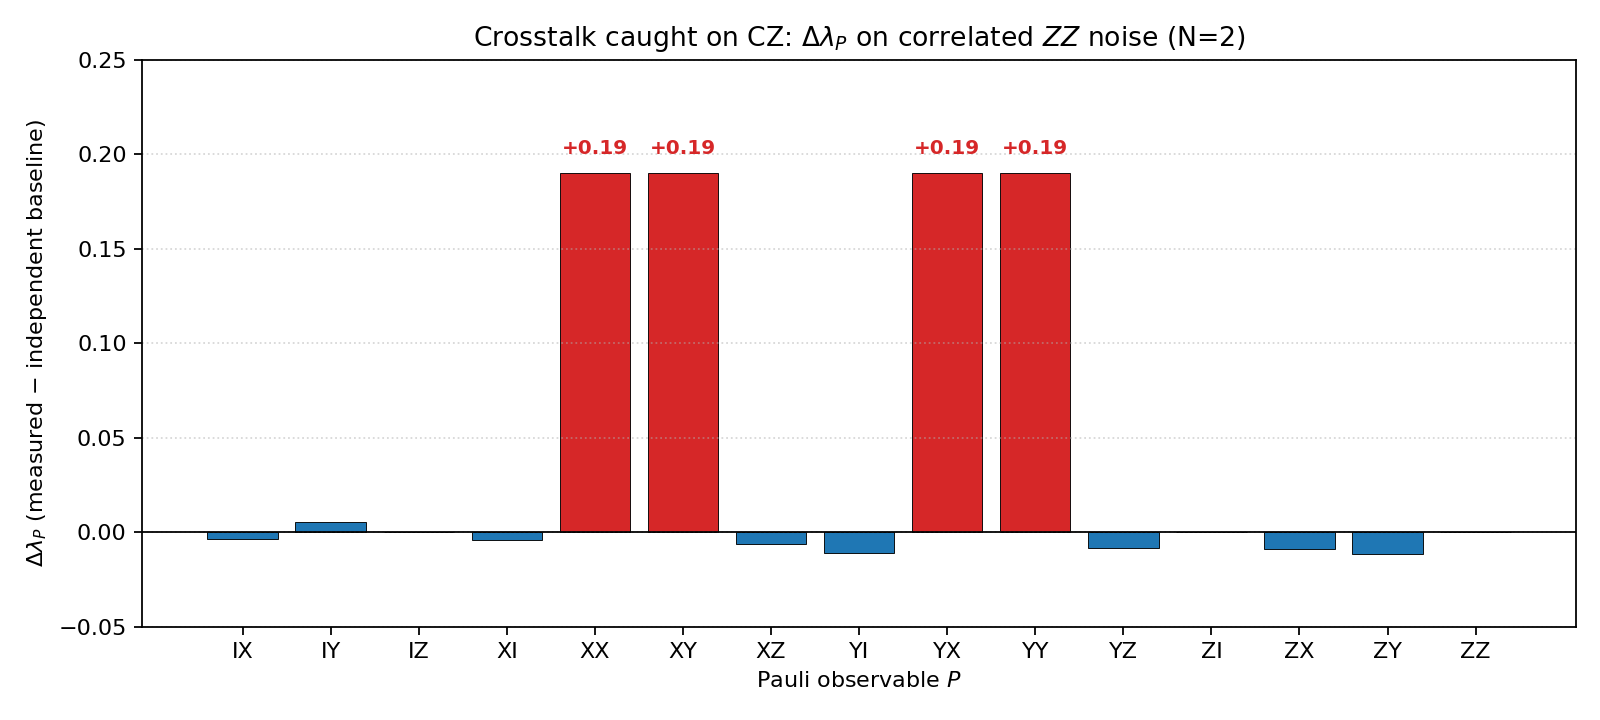 Crosstalk caught on CZ: Δλ_P on correlated ZZ noise (N=2)
Δλ_P (measured − independent baseline)
0.25
0.20
0.15
0.10
0.05
0.00
−0.05
+0.19 +0.19 +0.19 +0.19
IX IY IZ XI XX XY XZ YI YX YY YZ ZI ZX ZY ZZ
Pauli observable P